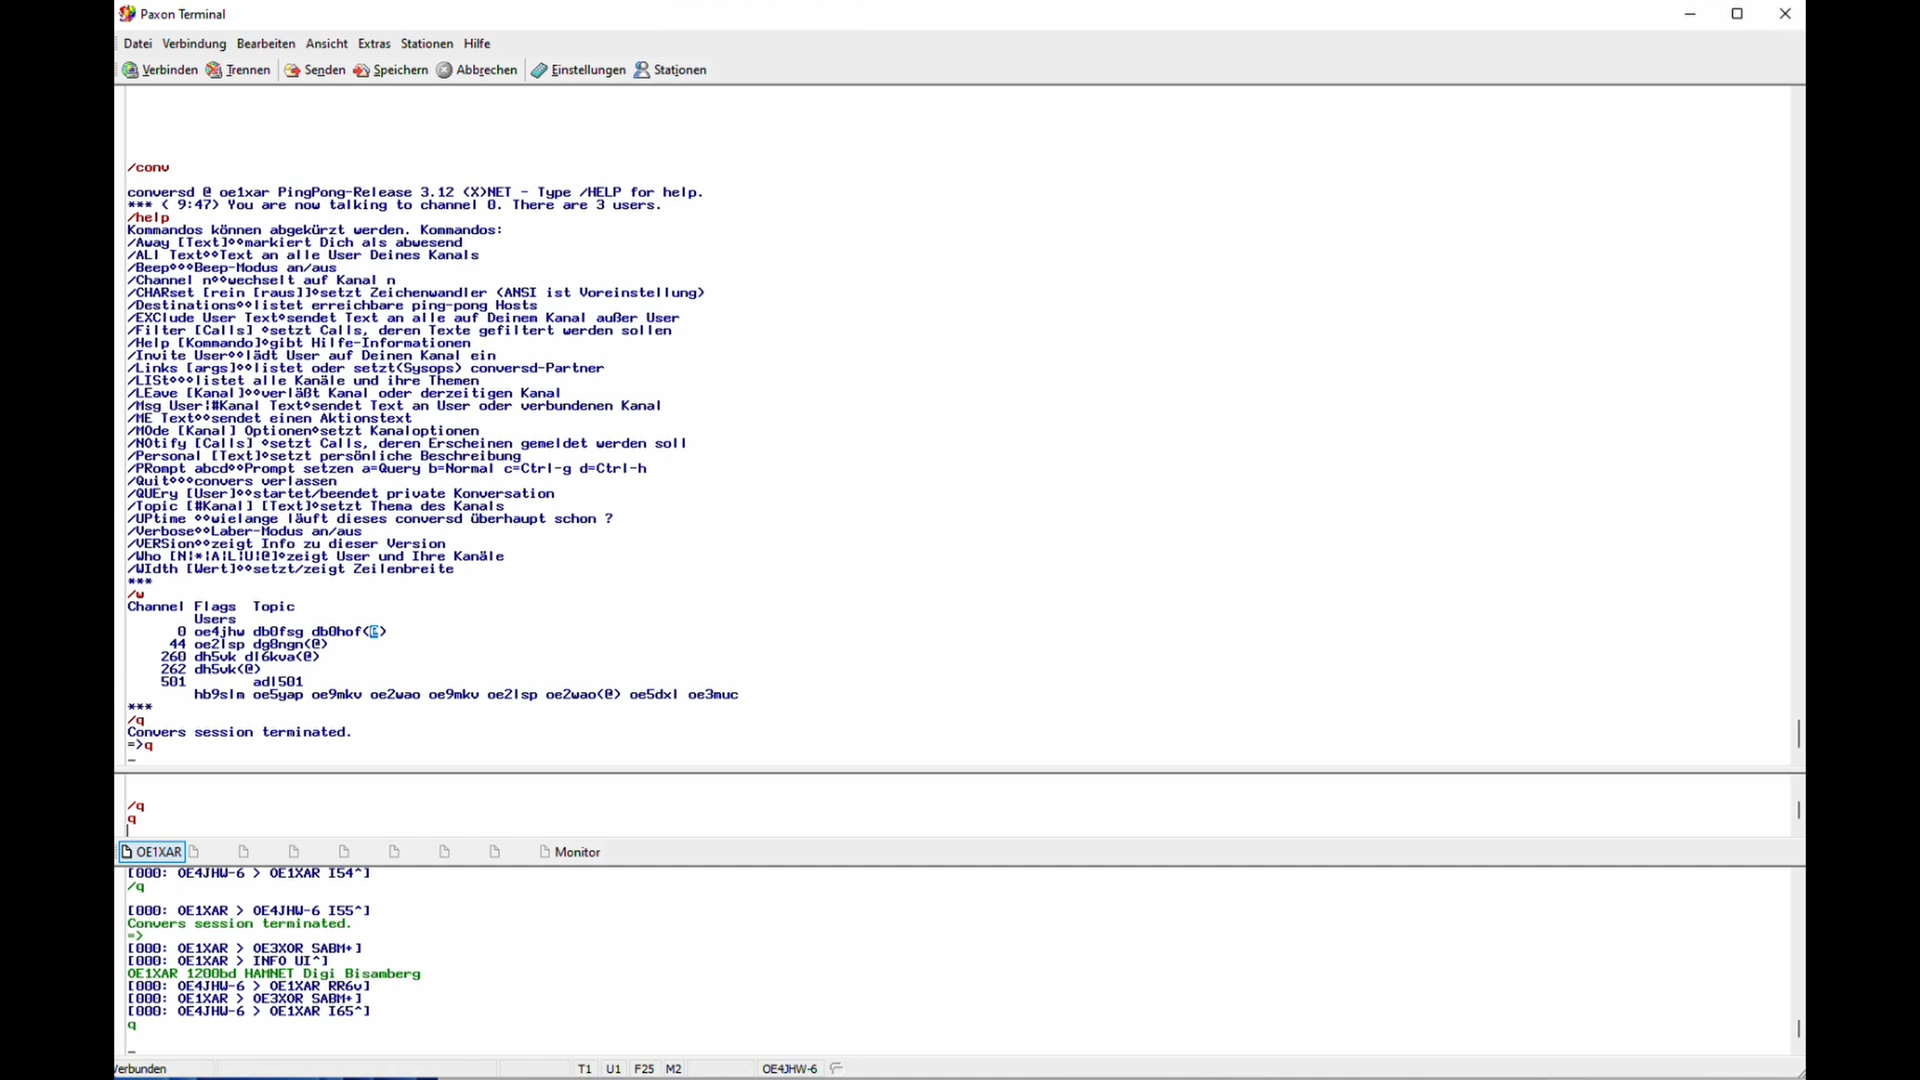 Paxon Terminal
Datei Verbindung Bearbeiten Ansicht Extras Stationen Hilfe
Verbinden Trennen Senden Speichern Abbrechen Einstellungen Stationen
/conv
conversd @ oe1xar PingPong-Release 3.12 (X)NET - Type /HELP for help.
*** ( 9:47) You are now talking to channel 0. There are 3 users.
/help
Kommandos können abgekürzt werden. Kommandos:
/Away [Text]⋄⋄markiert Dich als abwesend
/ALl Text⋄⋄Text an alle User Deines Kanals
/Beep⋄⋄⋄Beep-Modus an/aus
/Channel n⋄⋄wechselt auf Kanal n
/CHARset [rein [raus]]⋄setzt Zeichenwandler (ANSI ist Voreinstellung)
/Destinations⋄⋄listet erreichbare ping-pong Hosts
/EXClude User Text⋄sendet Text an alle auf Deinem Kanal außer User
/Filter [Calls] ⋄setzt Calls, deren Texte gefiltert werden sollen
/Help [Kommando]⋄gibt Hilfe-Informationen
/Invite User⋄⋄lädt User auf Deinen Kanal ein
/Links [args]⋄⋄listet oder setzt(Sysops) conversd-Partner
/LISt⋄⋄⋄listet alle Kanäle und ihre Themen
/LEave [Kanal]⋄⋄verläßt Kanal oder derzeitigen Kanal
/Msg User|#Kanal Text⋄sendet Text an User oder verbundenen Kanal
/ME Text⋄⋄sendet einen Aktionstext
/MOde [Kanal] Optionen⋄setzt Kanaloptionen
/NOtify [Calls] ⋄setzt Calls, deren Erscheinen gemeldet werden soll
/Personal [Text]⋄setzt persönliche Beschreibung
/PRompt abcd⋄⋄Prompt setzen a=Query b=Normal c=Ctrl-g d=Ctrl-h
/Quit⋄⋄⋄convers verlassen
/QUEry [User]⋄⋄startet/beendet private Konversation
/Topic [#Kanal] [Text]⋄setzt Thema des Kanals
/UPtime ⋄⋄wielange läuft dieses conversd überhaupt schon ?
/Verbose⋄⋄Laber-Modus an/aus
/VERSion⋄⋄zeigt Info zu dieser Version
/Who [N|*|A|L|U|@]⋄zeigt User und Ihre Kanäle
/WIdth [Wert]⋄⋄setzt/zeigt Zeilenbreite
***
/w
Channel Flags Topic
Users
0 oe4jhw db0fsg db0hof(@)
44 oe2lsp dg8ngn(@)
260 dh5vk dl6kva(@)
262 dh5vk(@)
501 adl501
hb9slm oe5yap oe9mkv oe2wao oe9mkv oe2lsp oe2wao(@) oe5dxl oe3muc
***
/q
Convers session terminated.
=>q
/q
q
OE1XAR Monitor
[000: OE4JHW-6 > OE1XAR I54^]
/q
[000: OE1XAR > OE4JHW-6 I55^]
Convers session terminated.
=>
[000: OE1XAR > OE3XOR SABM+]
[000: OE1XAR > INFO UI^]
OE1XAR 1200bd HAMNET Digi Bisamberg
[000: OE4JHW-6 > OE1XAR RR6v]
[000: OE1XAR > OE3XOR SABM+]
[000: OE4JHW-6 > OE1XAR I65^]
q
Verbunden T1 U1 F25 M2 OE4JHW-6